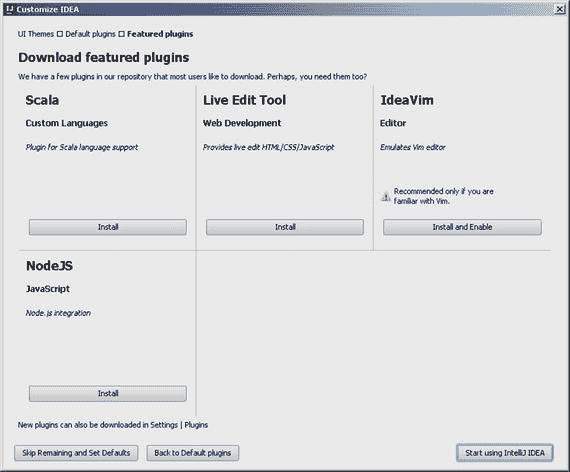 Customize IDEA
UI Themes □ Default plugins □ Featured plugins
Download featured plugins
We have a few plugins in our repository that most users like to download. Perhaps, you need them too?
Scala
Custom Languages
Plugin for Scala language support
Install
Live Edit Tool
Web Development
Provides live edit HTML/CSS/JavaScript
Install
IdeaVim
Editor
Emulates Vim editor
Recommended only if you are
familiar with Vim.
Install and Enable
NodeJS
JavaScript
Node.js integration
Install
New plugins can also be downloaded in Settings | Plugins
Skip Remaining and Set Defaults
Back to Default plugins
Start using IntelliJ IDEA